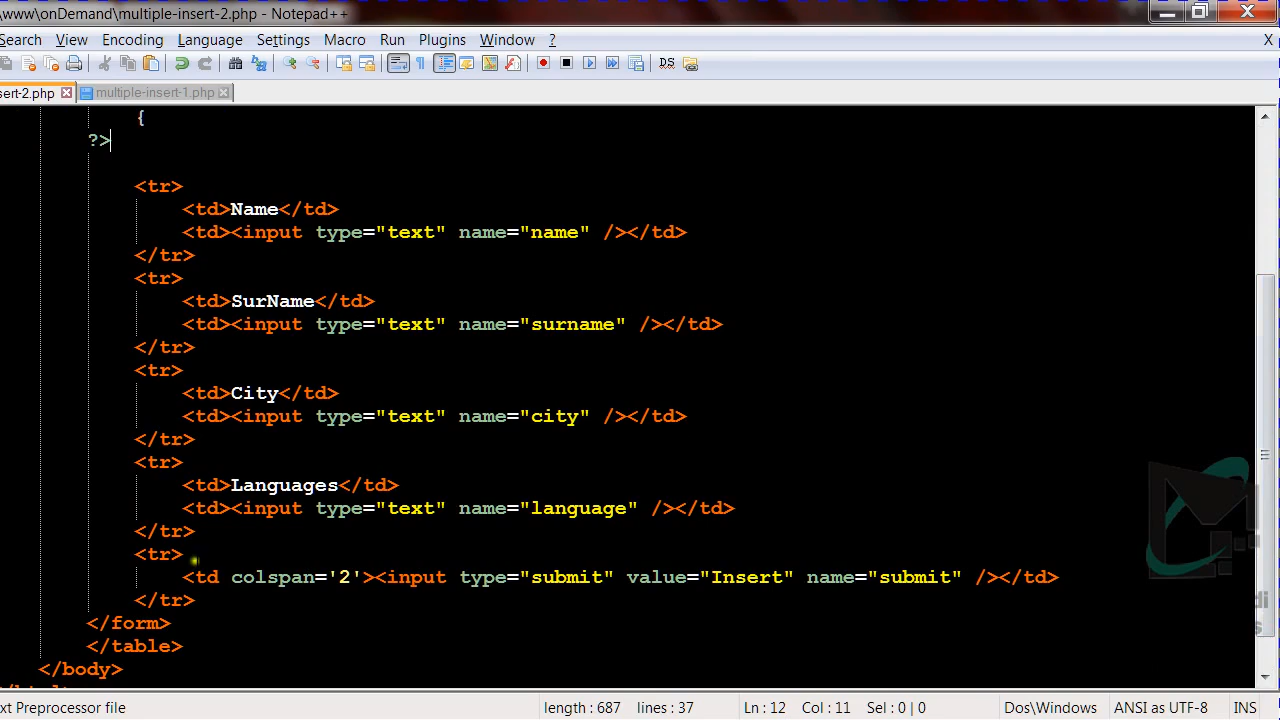 \www\onDemand\multiple-insert-2.php - Notepad++
Search View Encoding Language Settings Macro Run Plugins Window ? X
sert-2.php multiple-insert-1.php
{
?>
<tr>
<td>Name</td>
<td><input type="text" name="name" /></td>
</tr>
<tr>
<td>SurName</td>
<td><input type="text" name="surname" /></td>
</tr>
<tr>
<td>City</td>
<td><input type="text" name="city" /></td>
</tr>
<tr>
<td>Languages</td>
<td><input type="text" name="language" /></td>
</tr>
<tr>
<td colspan='2'><input type="submit" value="Insert" name="submit" /></td>
</tr>
</form>
</table>
</body>
xt Preprocessor file length : 687 lines : 37 Ln : 12 Col : 11 Sel : 0 | 0 Dos\Windows ANSI as UTF-8 INS